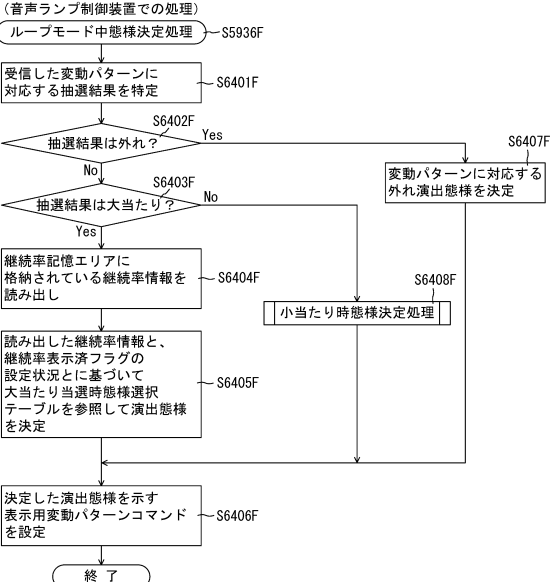 (音声ランプ制御装置での処理)
ループモード中態様決定処理
S5936F
受信した変動パターンに
対応する抽選結果を特定
S6401F
S6402F
抽選結果は外れ?
Yes
No
S6407F
変動パターンに対応する
外れ演出態様を決定
S6403F
抽選結果は大当たり?
No
Yes
継続率記憶エリアに
格納されている継続率情報を
読み出し
S6404F
S6408F
小当たり時態様決定処理
読み出した継続率情報と、
継続率表示済フラグの
設定状況とに基づいて
大当たり当選時態様選択
テーブルを参照して演出態様
を決定
S6405F
決定した演出態様を示す
表示用変動パターンコマンド
を設定
S6406F
終了